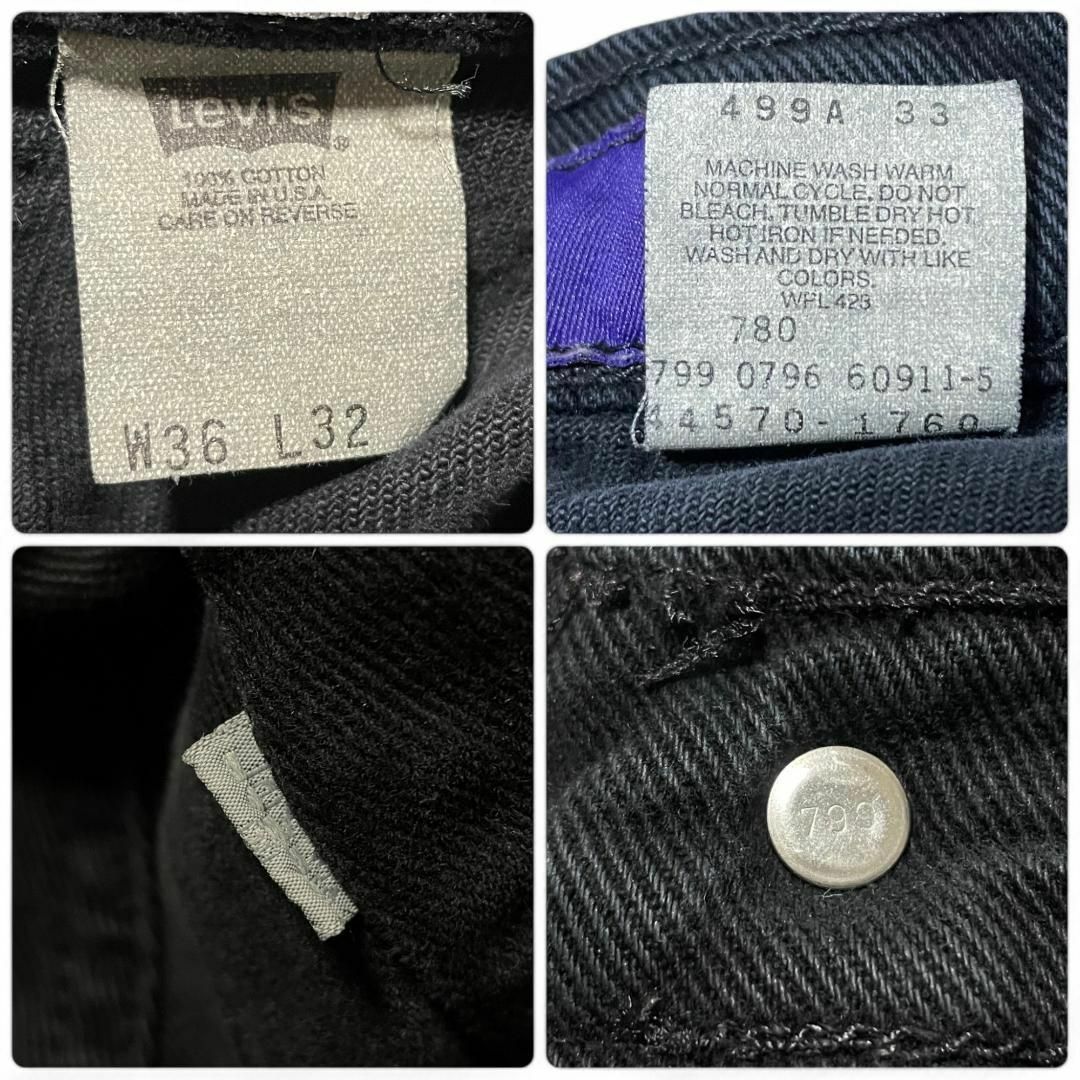 Levi's ®
100% COTTON
MADE IN U.S.A.
CARE ON REVERSE
W36 L32
499A 33
MACHINE WASH WARM
NORMAL CYCLE. DO NOT
BLEACH. TUMBLE DRY HOT
HOT IRON IF NEEDED.
WASH AND DRY WITH LIKE
COLORS.
WPL 423
780
799 0796 60911-5
44570-1760
799